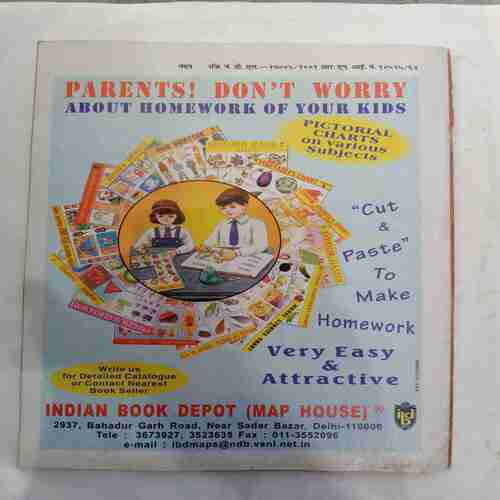 PARENTS! DON'T WORRY
ABOUT HOMEWORK OF YOUR KIDS
PICTORIAL
CHARTS
on various
Subjects
"Cut
&
Paste"
To
Make
Homework
Very Easy
&
Attractive
Write us
for Detailed Catalogue
or Contact Nearest
Book Seller
INDIAN BOOK DEPOT (MAP HOUSE)®
ibd
2937, Bahadur Garh Road, Near Sadar Bazar, Delhi-110006
Tele : 3673927, 3523635 Fax : 011-3552096
e-mail : ibdmaps@ndb.vsnl.net.in